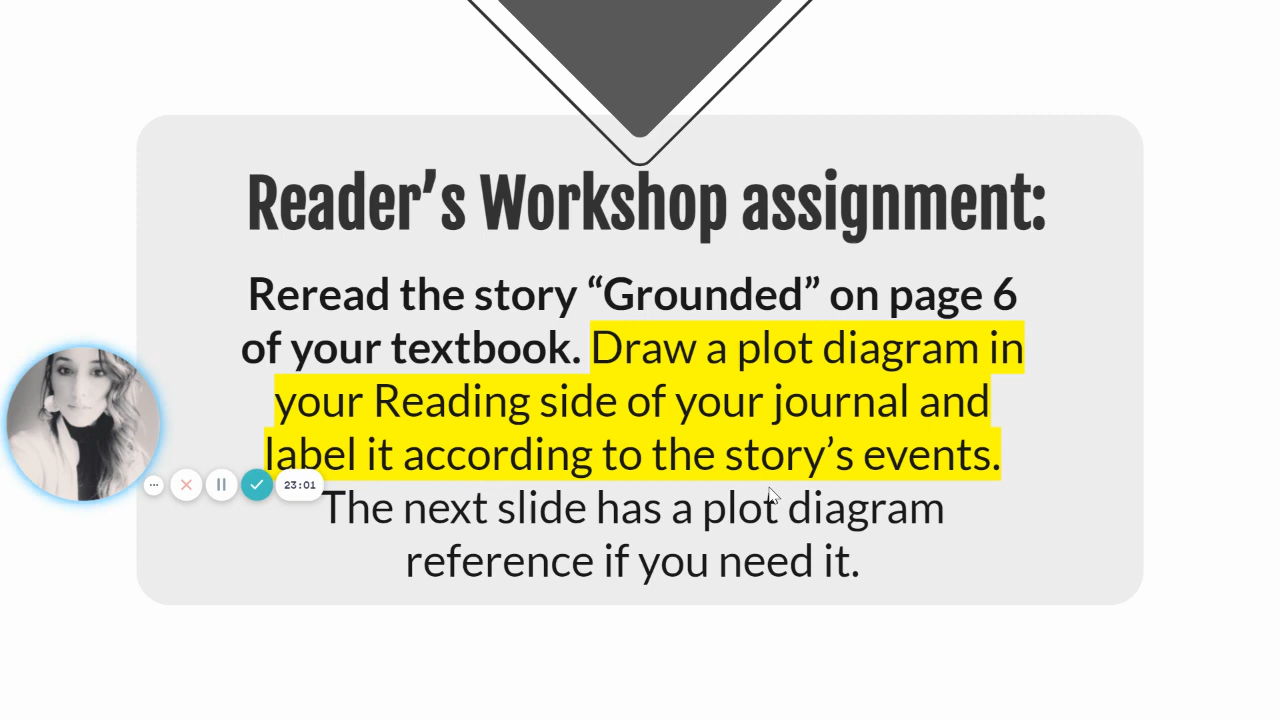 Reader’s Workshop assignment:
Reread the story “Grounded” on page 6
of your textbook. Draw a plot diagram in
your Reading side of your journal and
label it according to the story’s events.
23:01
The next slide has a plot diagram
reference if you need it.